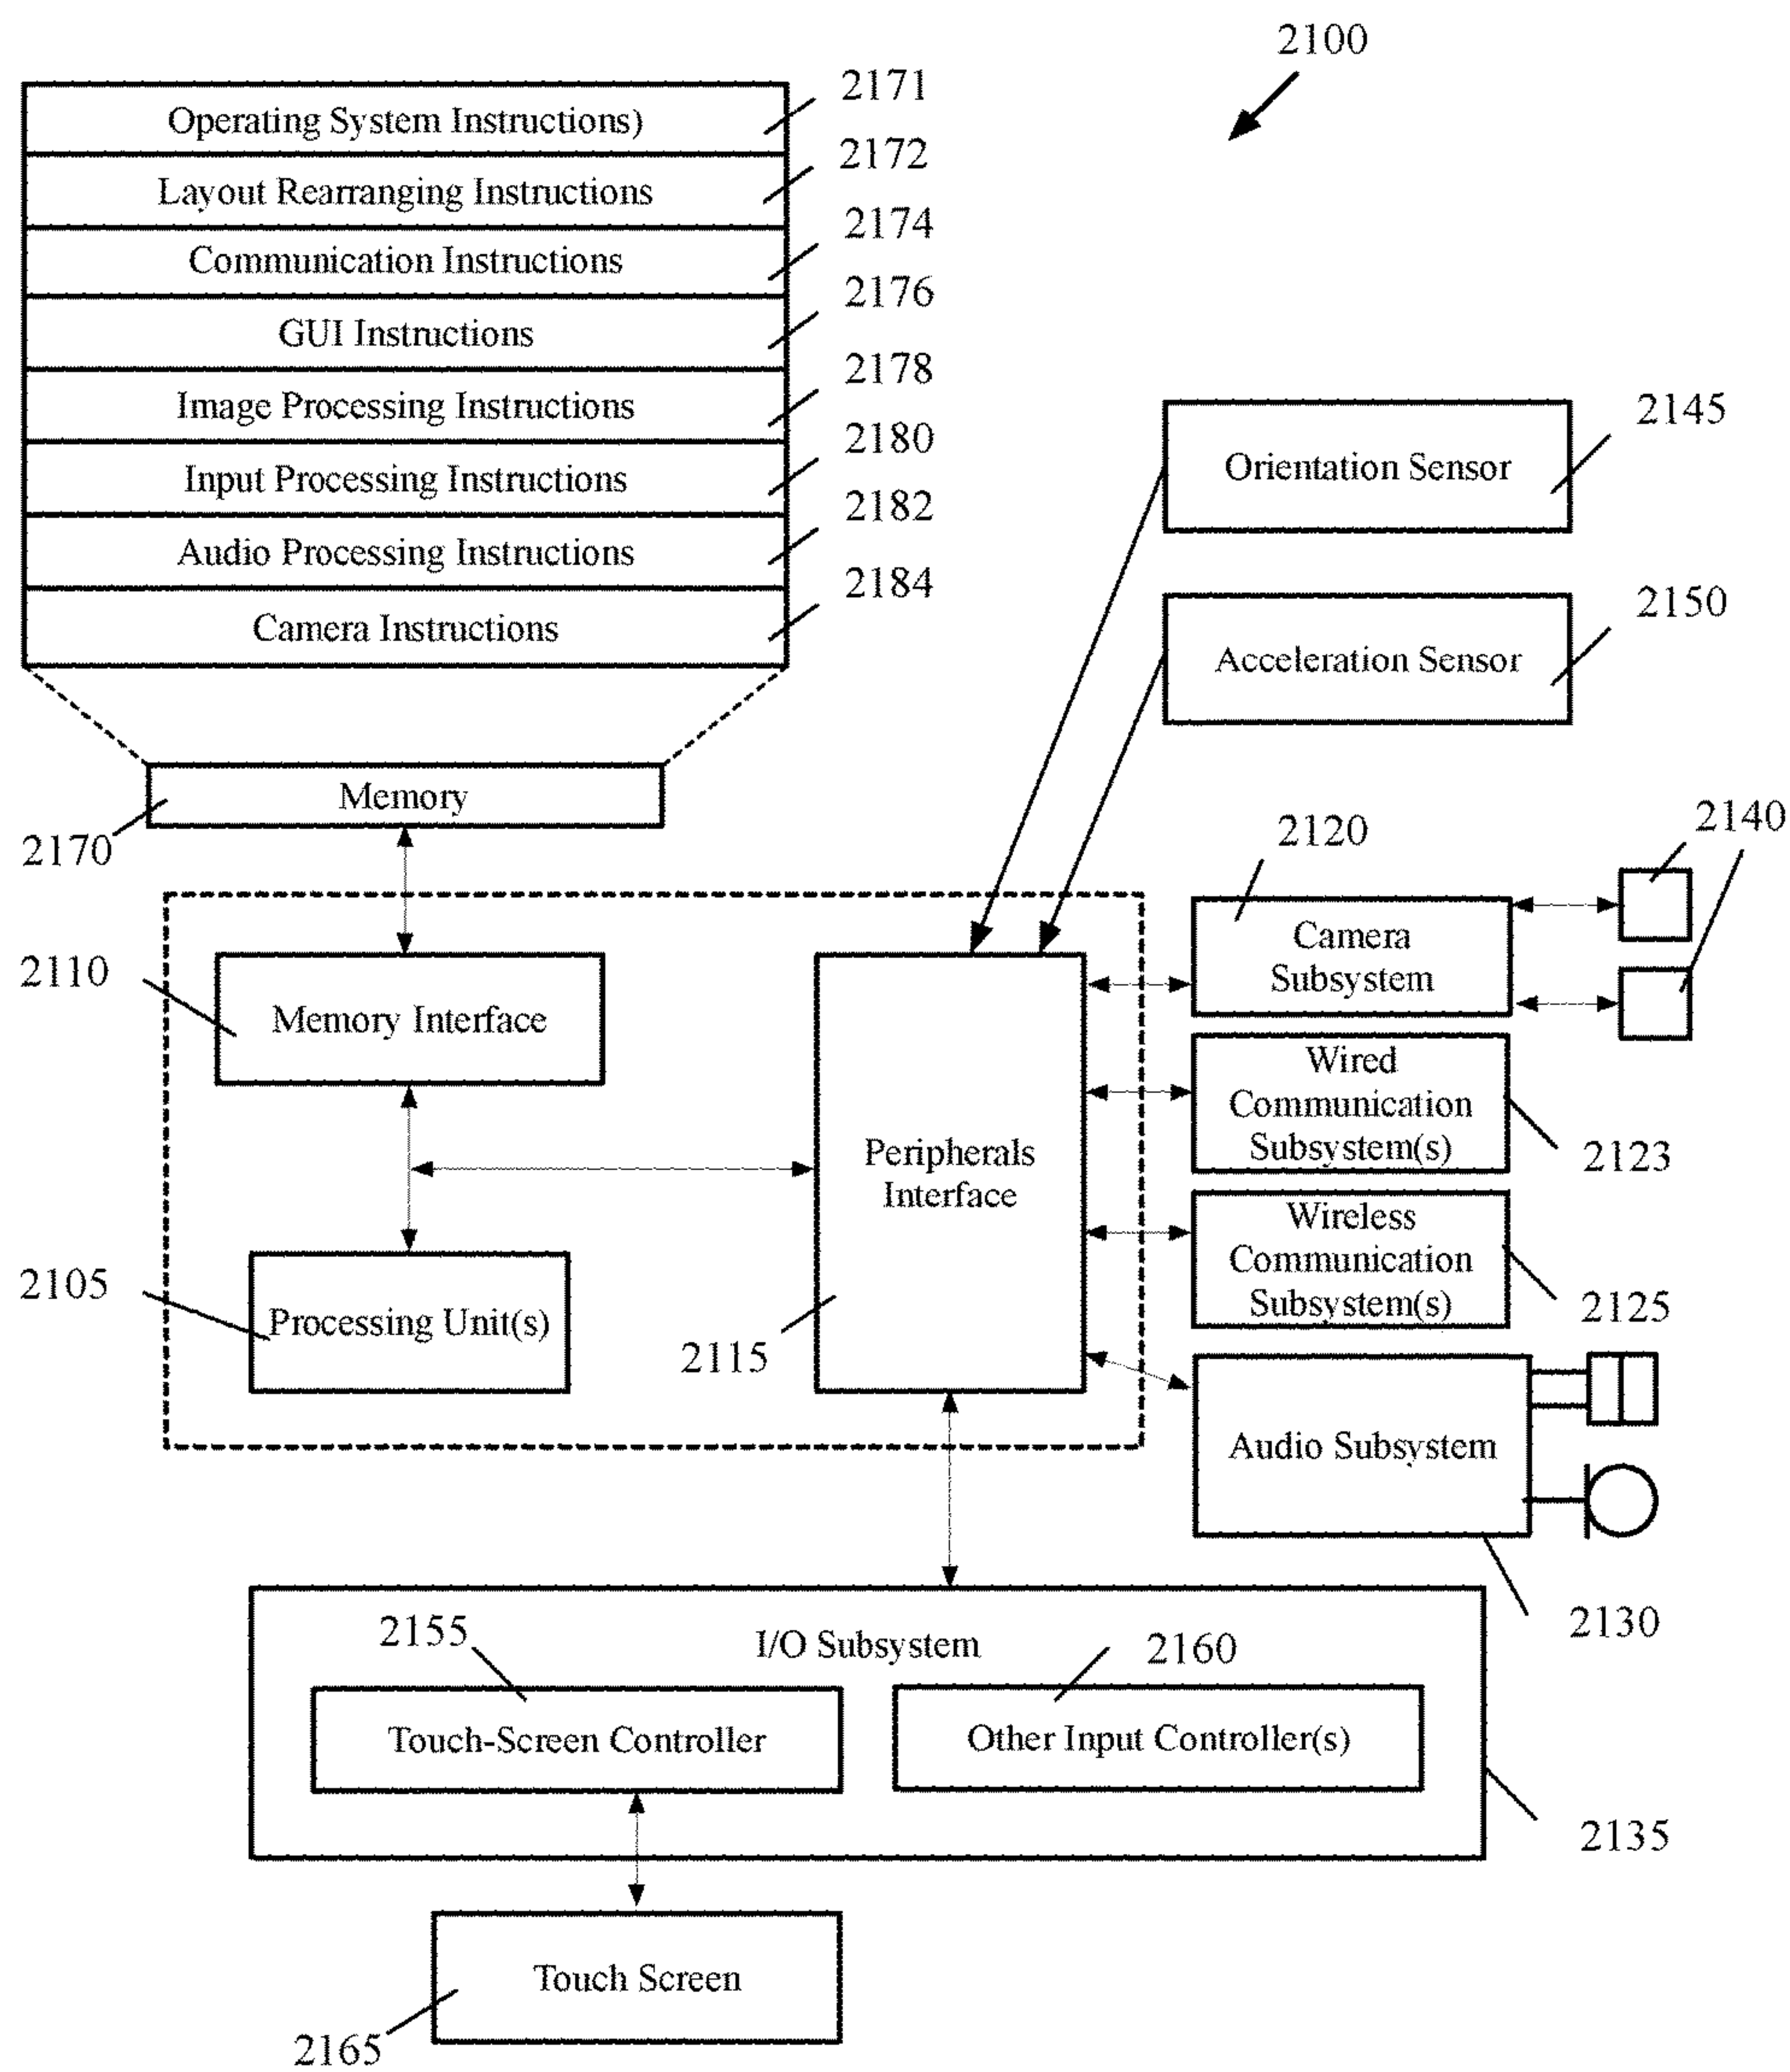 2100
Operating System Instructions)
2171
Layout Rearranging Instructions
2172
Communication Instructions
2174
GUI Instructions
2176
Image Processing Instructions
2178
Input Processing Instructions
2180
Audio Processing Instructions
2182
Camera Instructions
2184
Orientation Sensor
2145
Acceleration Sensor
2150
Memory
2170
2120
2140
Camera
Subsystem
2110
Memory Interface
Wired
Communication
Subsystem(s)
2123
Peripherals
Interface
2115
Wireless
Communication
Subsystem(s)
2125
2105
Processing Unit(s)
Audio Subsystem
2130
I/O Subsystem
2155
2160
Touch-Screen Controller
Other Input Controller(s)
2135
Touch Screen
2165